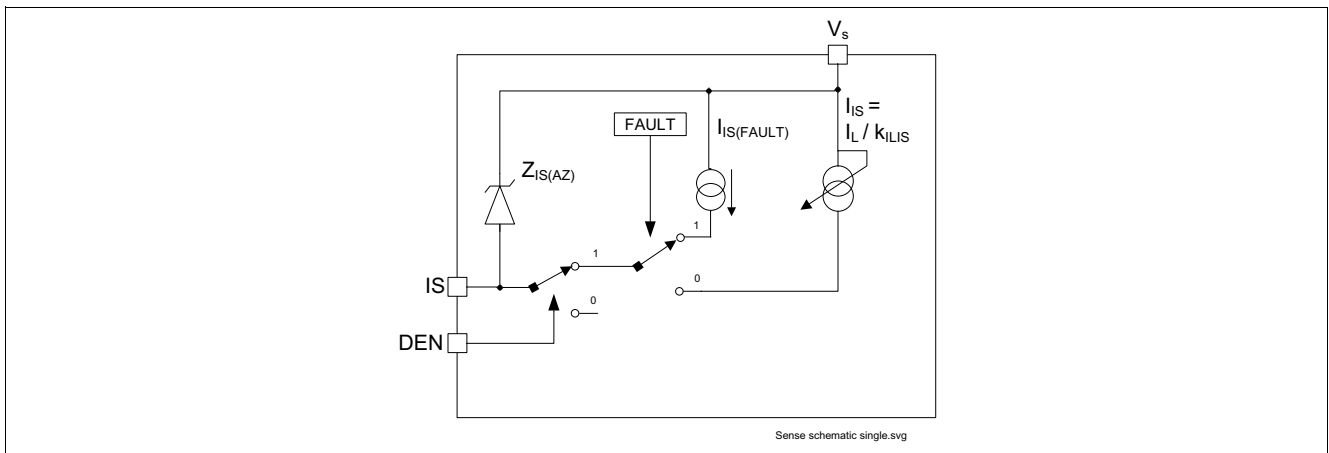 Vs
IIS =
IL / kILIS
FAULT
IIS(FAULT)
ZIS(AZ)
1
1
0
IS
0
DEN
Sense schematic single.svg